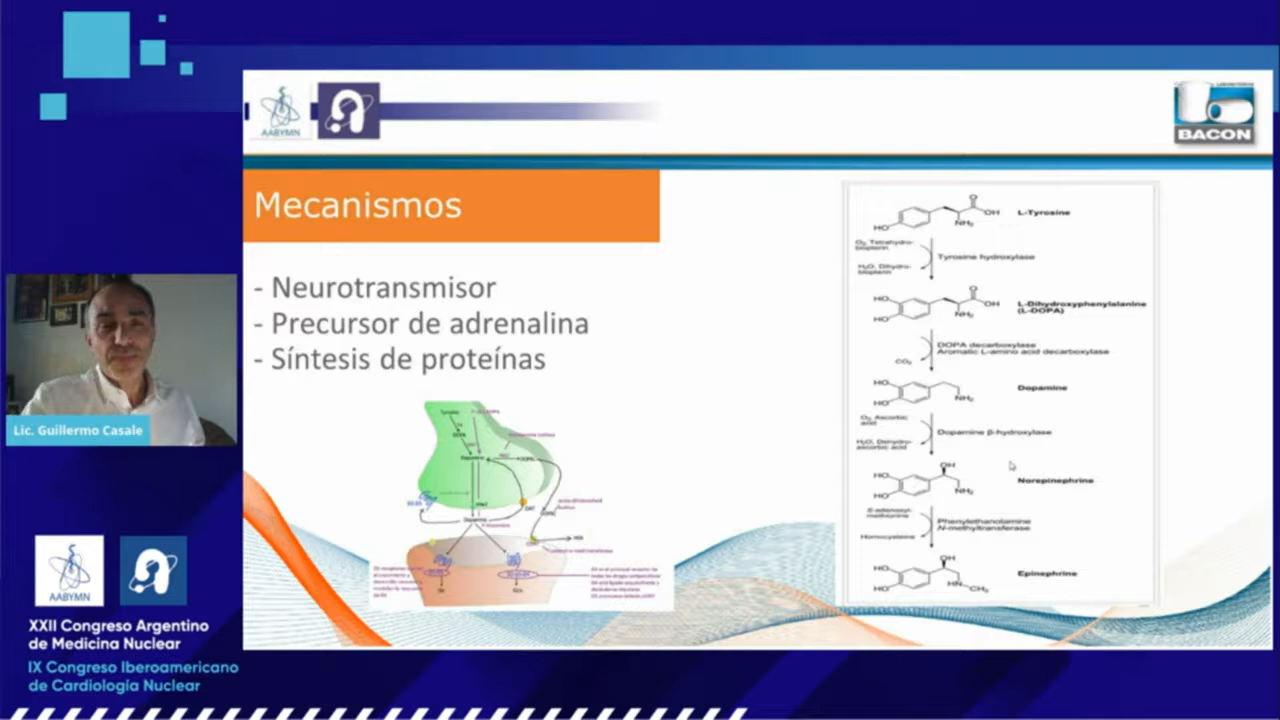 AABYMN
BACON
Mecanismos
- Neurotransmisor
- Precursor de adrenalina
- Síntesis de proteínas
L-Tyrosine
O₂, Tetrahydro-
biopterin
H₂O, Dihydro-
biopterin
Tyrosine hydroxylase
L-Dihydroxyphenylalanine
(L-DOPA)
DOPA decarboxylase
Aromatic L-amino acid decarboxylase
CO₂
Dopamine
O₂, Ascorbic
acid
H₂O, Dehydro-
ascorbic acid
Dopamine β-hydroxylase
Norepinephrine
S-adenosyl-
methionine
Homocysteine
Phenylethanolamine
N-methyltransferase
Epinephrine
Lic. Guillermo Casale
AABYMN
XXII Congreso Argentino
de Medicina Nuclear
IX Congreso Iberoamericano
de Cardiología Nuclear